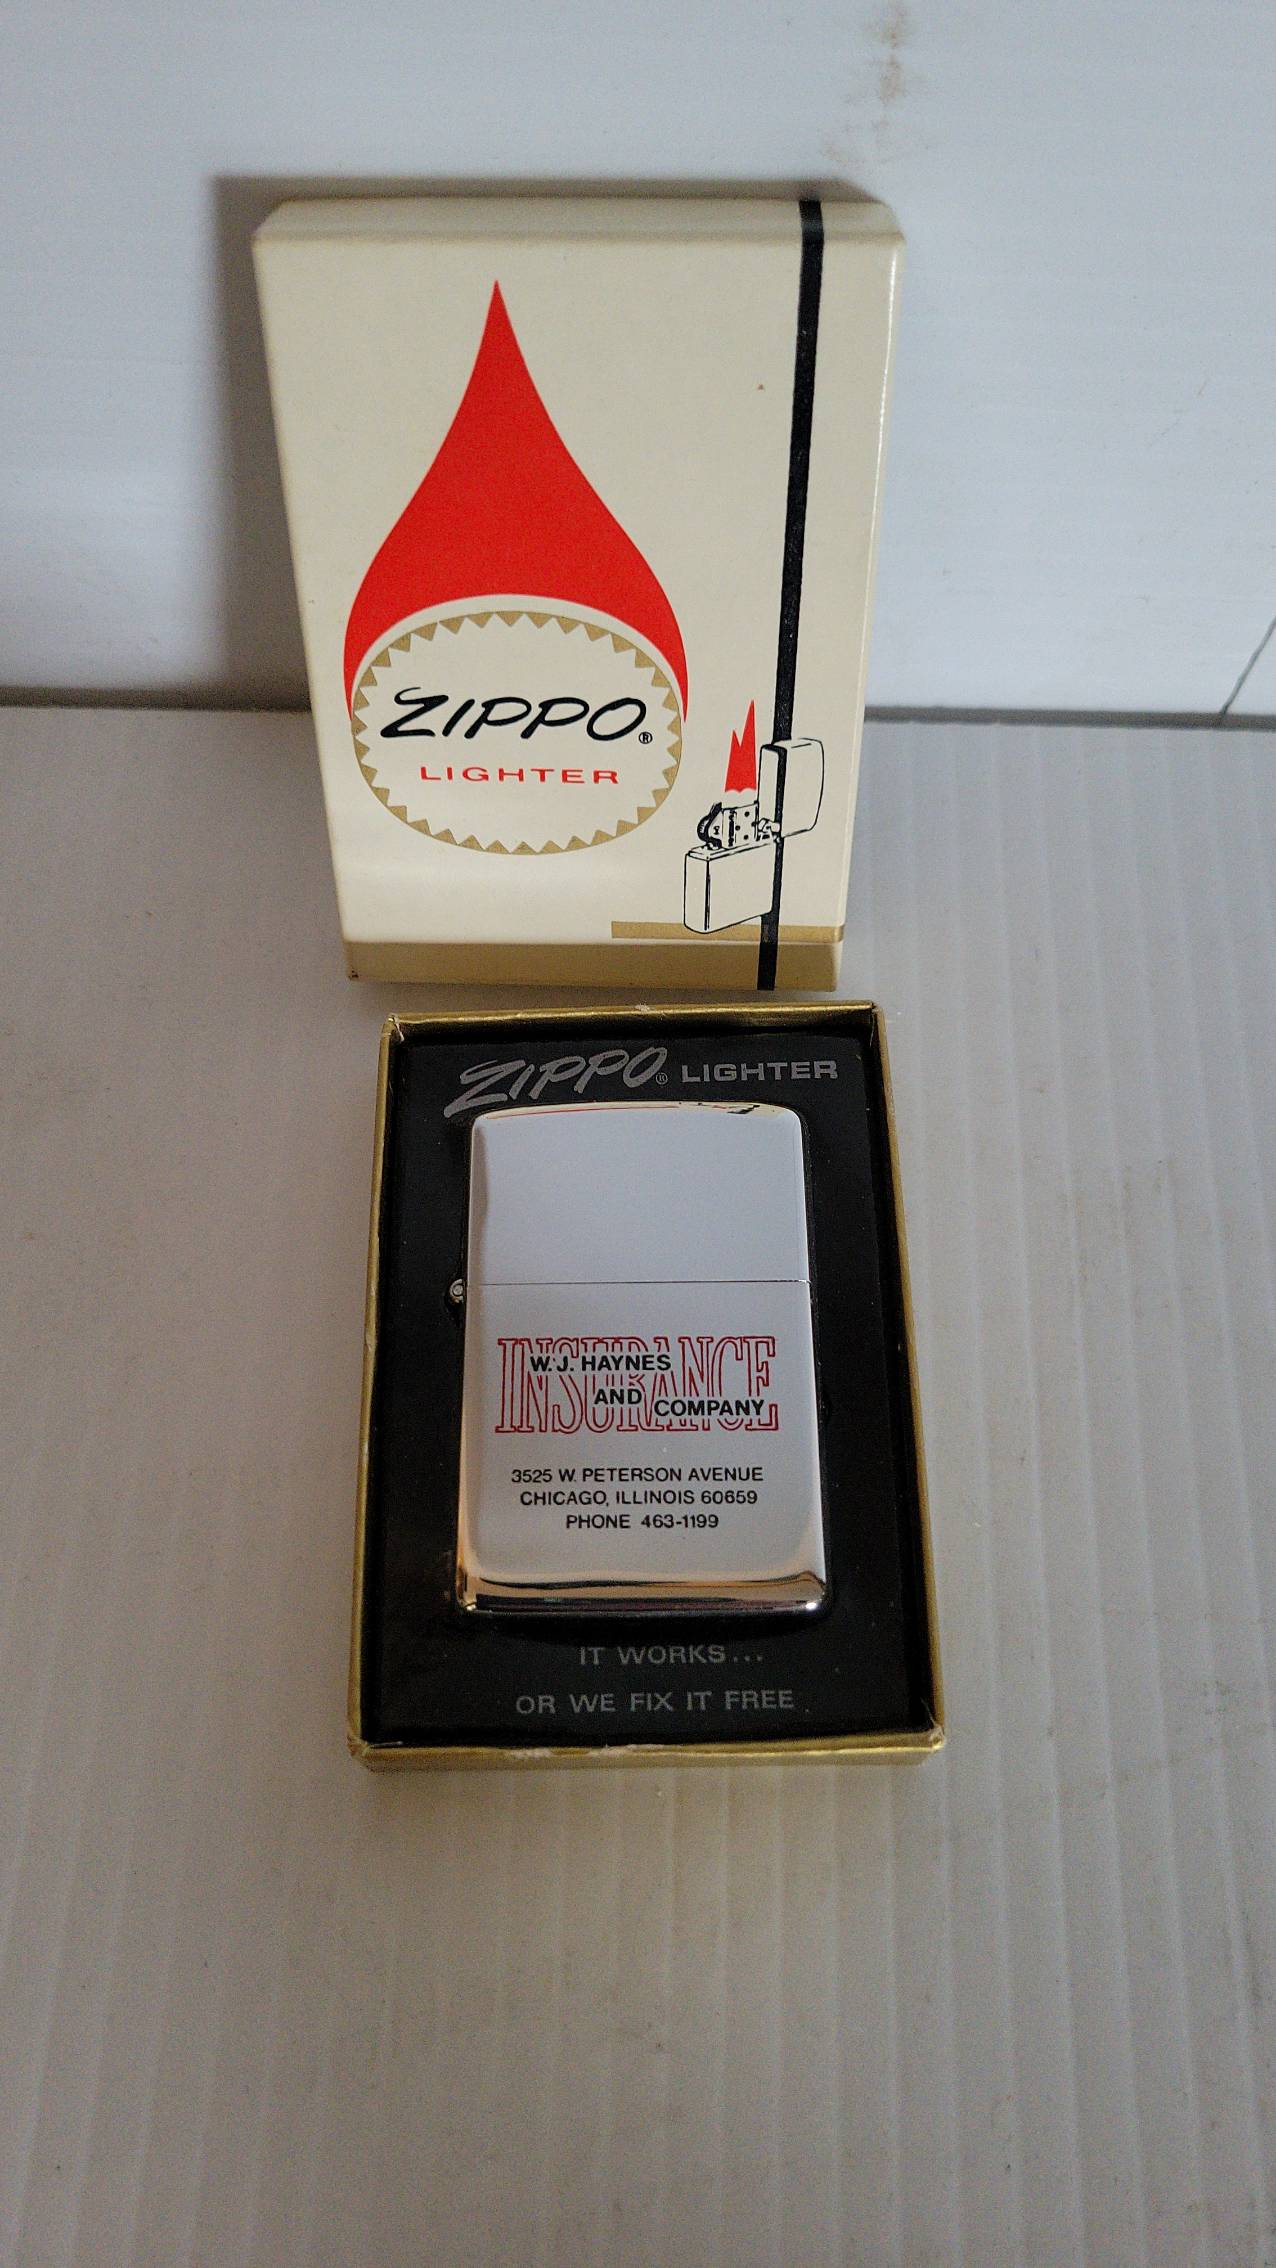 ZIPPO®
LIGHTER
ZIPPO® LIGHTER
INSURANCE
W. J. HAYNES
AND COMPANY
3525 W. PETERSON AVENUE
CHICAGO, ILLINOIS 60659
PHONE 463-1199
IT WORKS...
OR WE FIX IT FREE